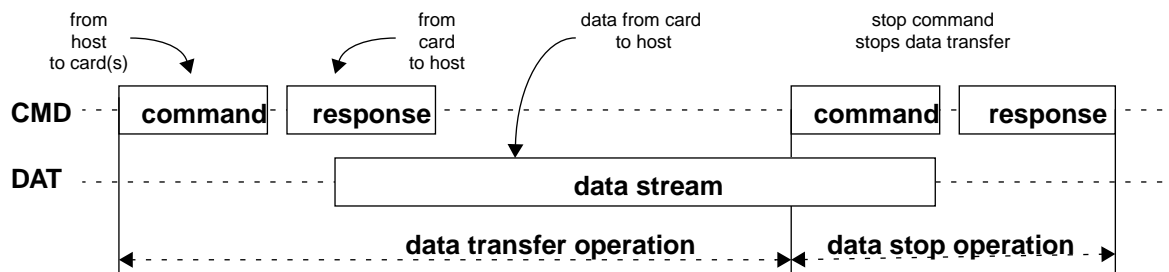 from
host
to card(s)
from
card
to host
data from card
to host
stop command
stops data transfer
CMD
command
response
command
response
DAT
data stream
data transfer operation
data stop operation